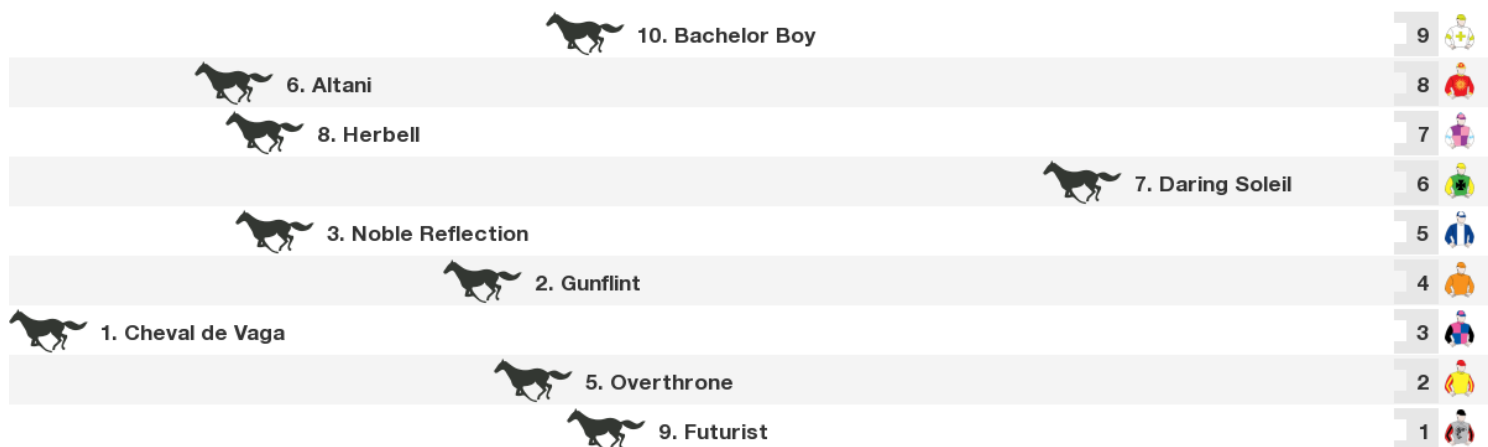 10. Bachelor Boy 9
6. Altani 8
8. Herbell 7
7. Daring Soleil 6
3. Noble Reflection 5
2. Gunflint 4
1. Cheval de Vaga 3
5. Overthrone 2
9. Futurist 1